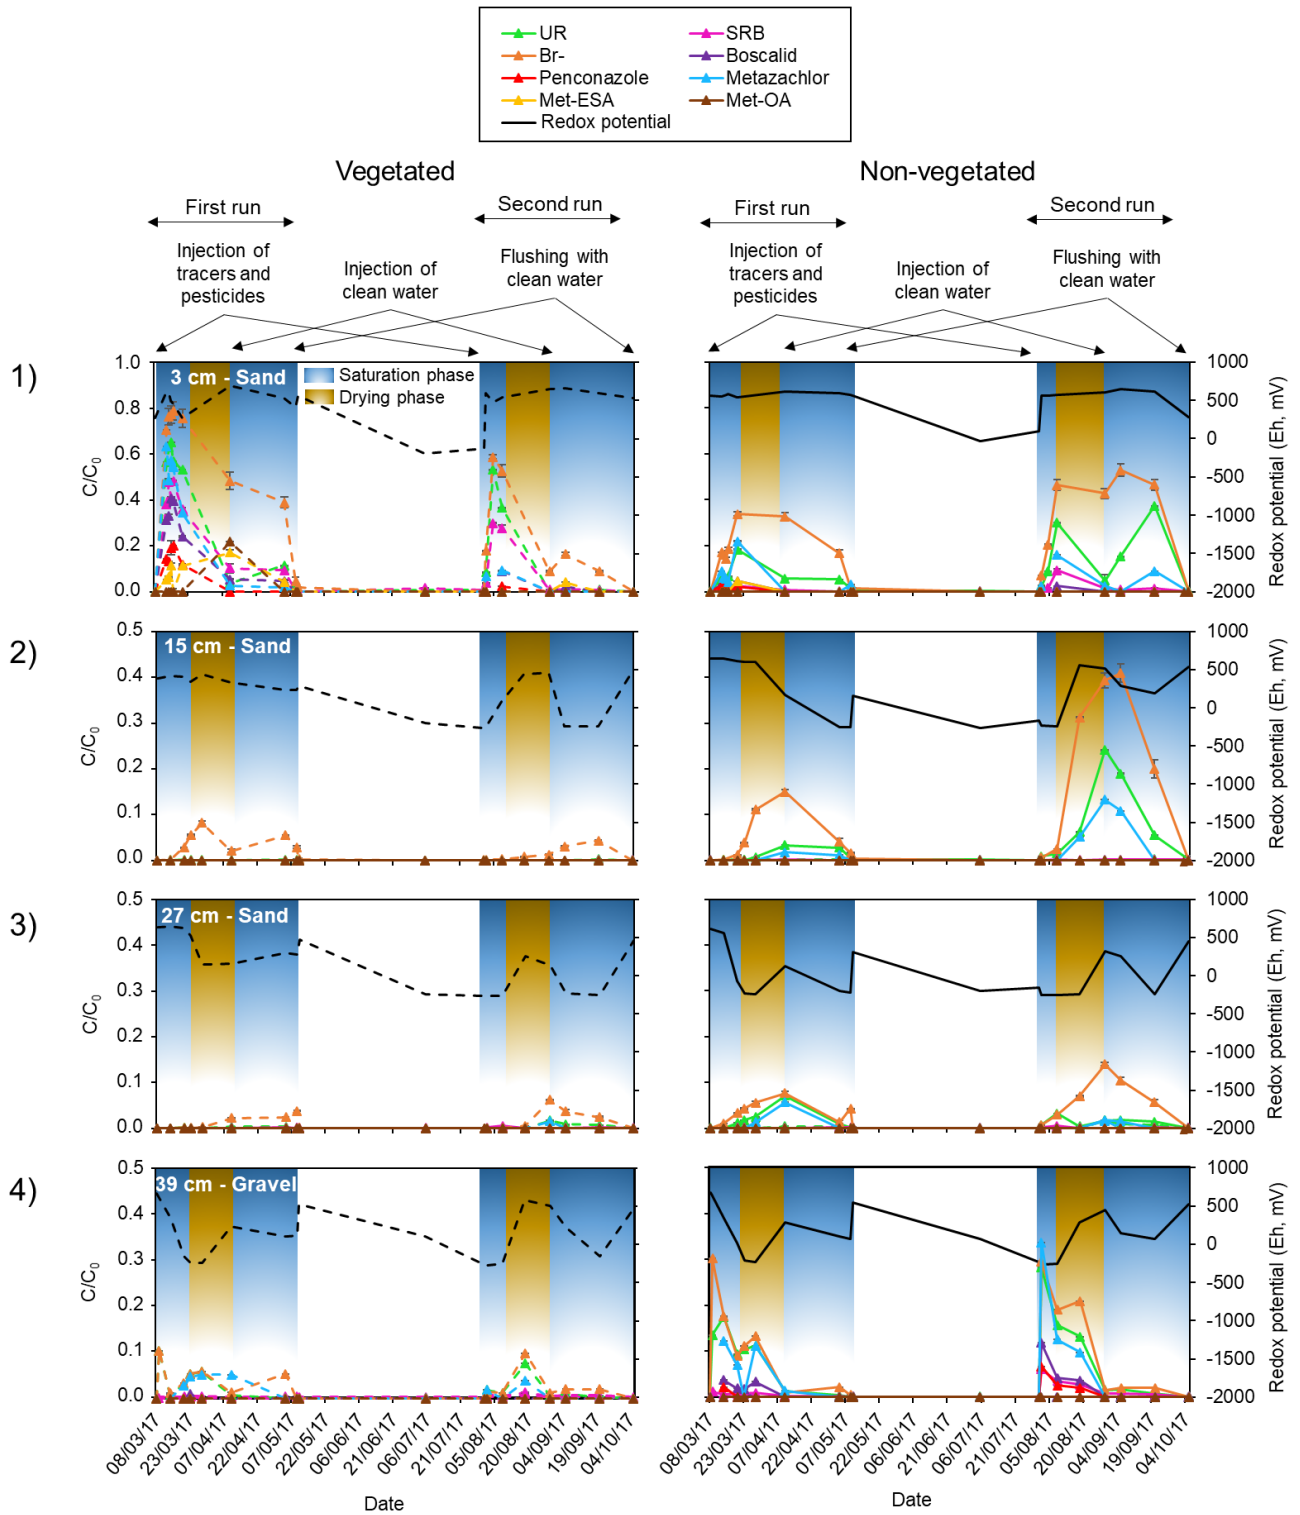 UR
SRB
Br-
Boscalid
Penconazole
Metazachlor
Met-ESA
Met-OA
Redox potential
Vegetated
Non-vegetated
First run
Second run
First run
Second run
Injection of
tracers and
pesticides
Injection of
clean water
Flushing with
clean water
Injection of
tracers and
pesticides
Injection of
clean water
Flushing with
clean water
1)
3 cm - Sand
Saturation phase
Drying phase
C/C0
1.0
0.8
0.6
0.4
0.2
0.0
1000
500
0
-500
-1000
-1500
-2000
Redox potential (Eh, mV)
2)
15 cm - Sand
C/C0
0.5
0.4
0.3
0.2
0.1
0.0
1000
500
0
-500
-1000
-1500
-2000
Redox potential (Eh, mV)
3)
27 cm - Sand
C/C0
0.5
0.4
0.3
0.2
0.1
0.0
1000
500
0
-500
-1000
-1500
-2000
Redox potential (Eh, mV)
4)
39 cm - Gravel
C/C0
0.5
0.4
0.3
0.2
0.1
0.0
1000
500
0
-500
-1000
-1500
-2000
Redox potential (Eh, mV)
08/03/17
23/03/17
07/04/17
22/04/17
07/05/17
22/05/17
06/06/17
21/06/17
06/07/17
21/07/17
05/08/17
20/08/17
04/09/17
19/09/17
04/10/17
Date
08/03/17
23/03/17
07/04/17
22/04/17
07/05/17
22/05/17
06/06/17
21/06/17
06/07/17
21/07/17
05/08/17
20/08/17
04/09/17
19/09/17
04/10/17
Date